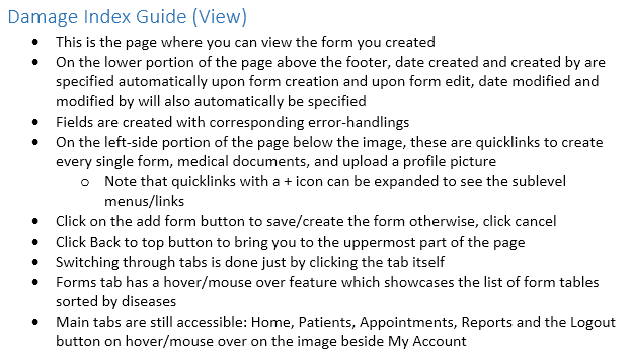 Damage Index Guide (View)
• This is the page where you can view the form you created
• On the lower portion of the page above the footer, date created and created by are
specified automatically upon form creation and upon form edit, date modified and
modified by will also automatically be specified
• Fields are created with corresponding error-handlings
• On the left-side portion of the page below the image, these are quicklinks to create
every single form, medical documents, and upload a profile picture
o Note that quicklinks with a + icon can be expanded to see the sublevel
menus/links
• Click on the add form button to save/create the form otherwise, click cancel
• Click Back to top button to bring you to the uppermost part of the page
• Switching through tabs is done just by clicking the tab itself
• Forms tab has a hover/mouse over feature which showcases the list of form tables
sorted by diseases
• Main tabs are still accessible: Home, Patients, Appointments, Reports and the Logout
button on hover/mouse over on the image beside My Account